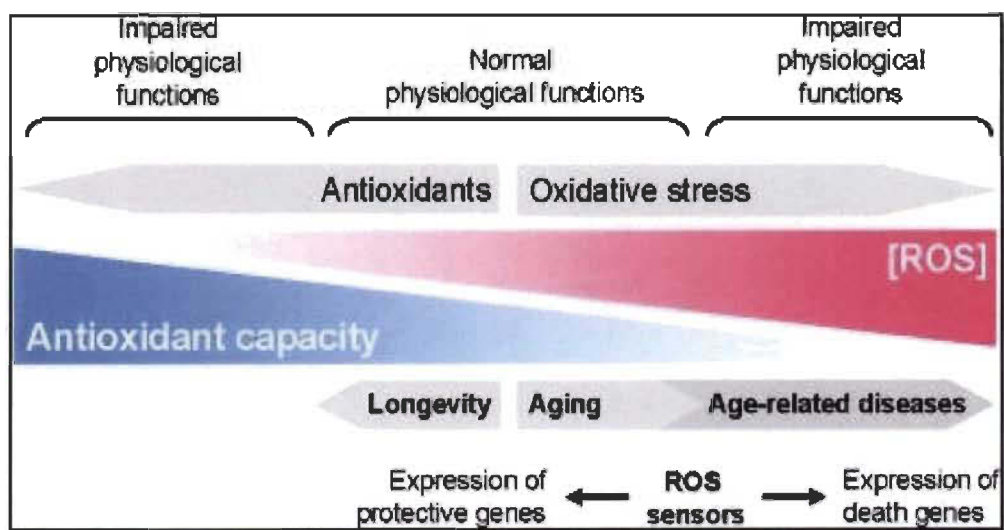 Impaired
physiological
functions
Normal
physiological functions
Impaired
physiological
functions
Antioxidants
Oxidative stress
[ROS]
Antioxidant capacity
Longevity
Aging
Age-related diseases
Expression of
protective genes
ROS
sensors
Expression of
death genes